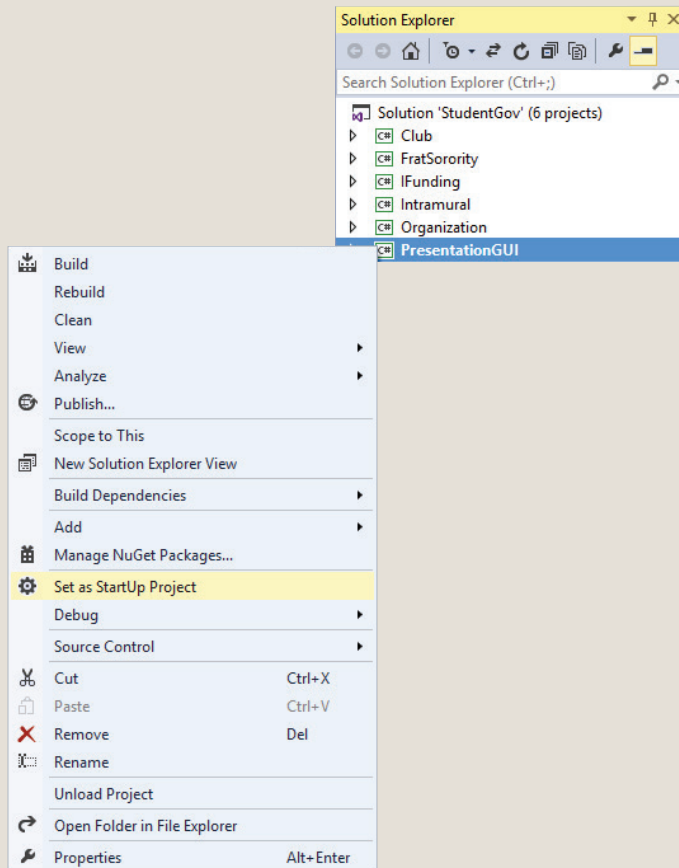 Solution Explorer
Search Solution Explorer (Ctrl+;)
Solution 'StudentGov' (6 projects)
C# Club
C# FratSorority
C# IFunding
C# Intramural
C# Organization
C# PresentationGUI
Build
Rebuild
Clean
View
Analyze
Publish...
Scope to This
New Solution Explorer View
Build Dependencies
Add
Manage NuGet Packages...
Set as StartUp Project
Debug
Source Control
Cut Ctrl+X
Paste Ctrl+V
Remove Del
Rename
Unload Project
Open Folder in File Explorer
Properties Alt+Enter